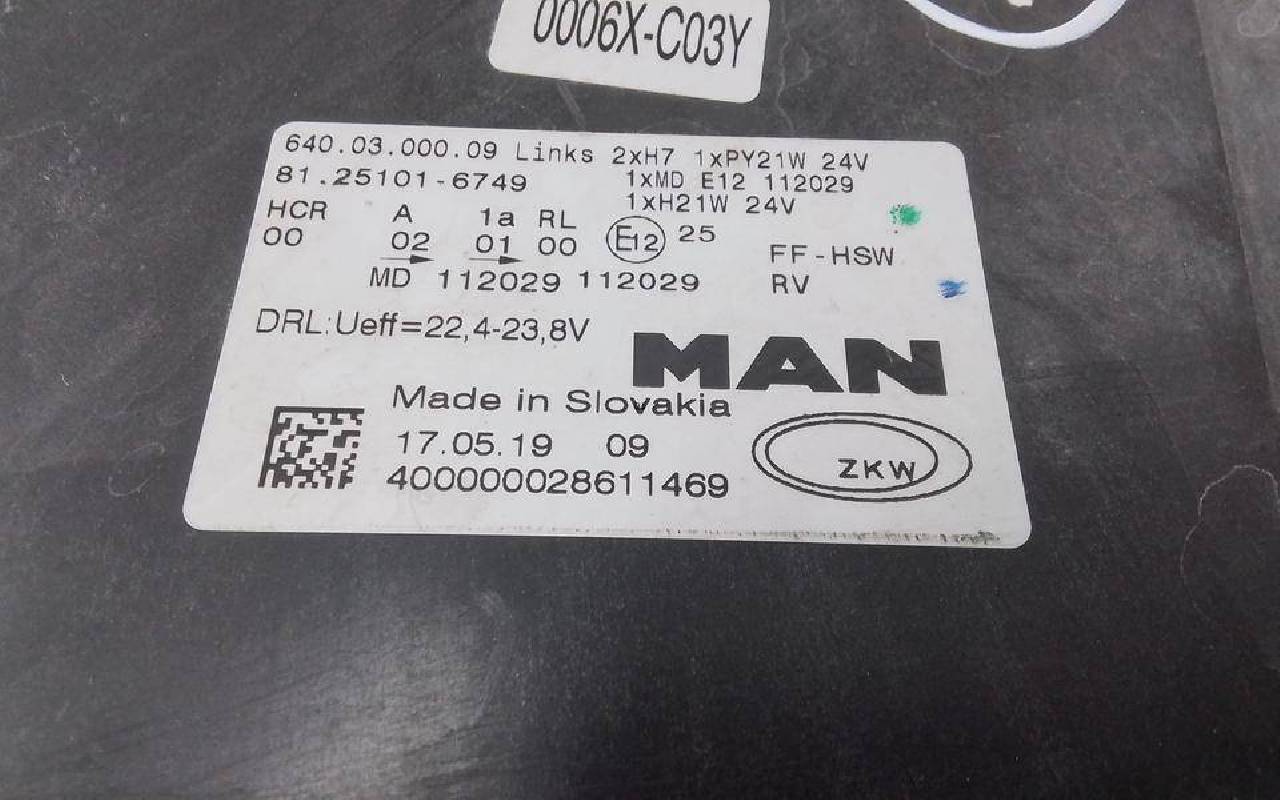 0006X-C03Y
640.03.000.09 Links 2xH7 1xPY21W 24V
81.25101-6749 1xMD E12 112029
1xH21W 24V
HCR A 1a RL
00 02 01 00 E12 25 FF-HSW
MD 112029 112029 RV
DRL:Ueff=22,4-23,8V
MAN
Made in Slovakia
17.05.19 09
400000028611469
ZKW